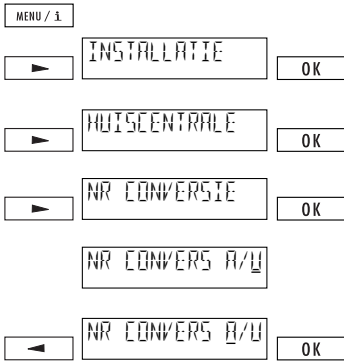 MENU / i
INSTALLATIE
OK
HUISCENTRALE
OK
NR CONVERSIE
OK
NR CONVERS A/U
NR CONVERS A/U
OK